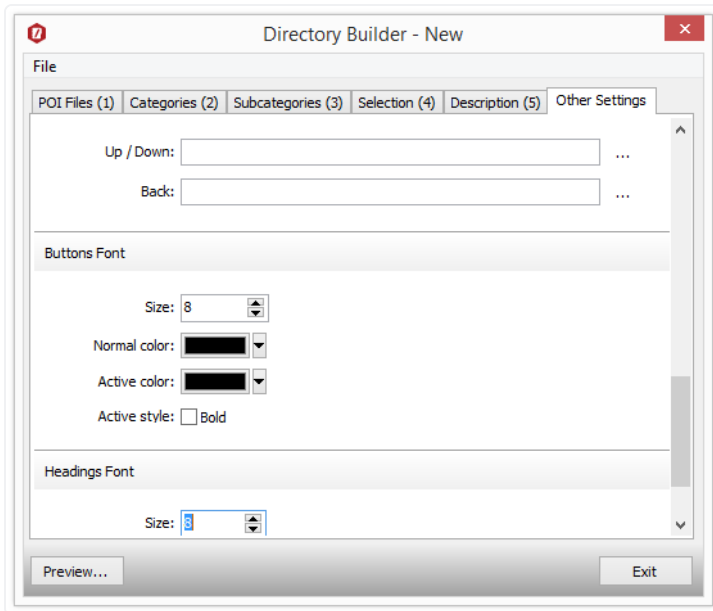 Directory Builder - New
File
POI Files (1) Categories (2) Subcategories (3) Selection (4) Description (5) Other Settings
Up / Down: ...
Back: ...
Buttons Font
Size: 8
Normal color:
Active color:
Active style: Bold
Headings Font
Size: 8
Preview... Exit